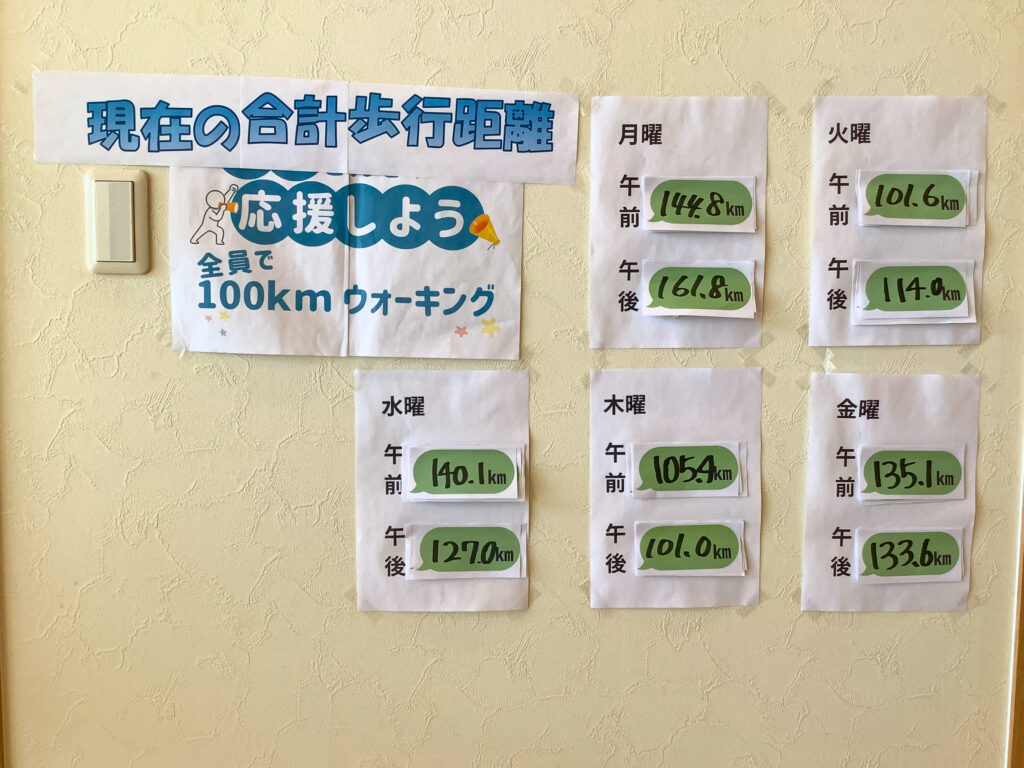 現在の合計歩行距離
応援しよう
全員で
100km ウォーキング
月曜
午前 144.8km
午後 161.8km
火曜
午前 101.6km
午後 114.0km
水曜
午前 140.1km
午後 127.0km
木曜
午前 105.4km
午後 101.0km
金曜
午前 135.1km
午後 133.6km